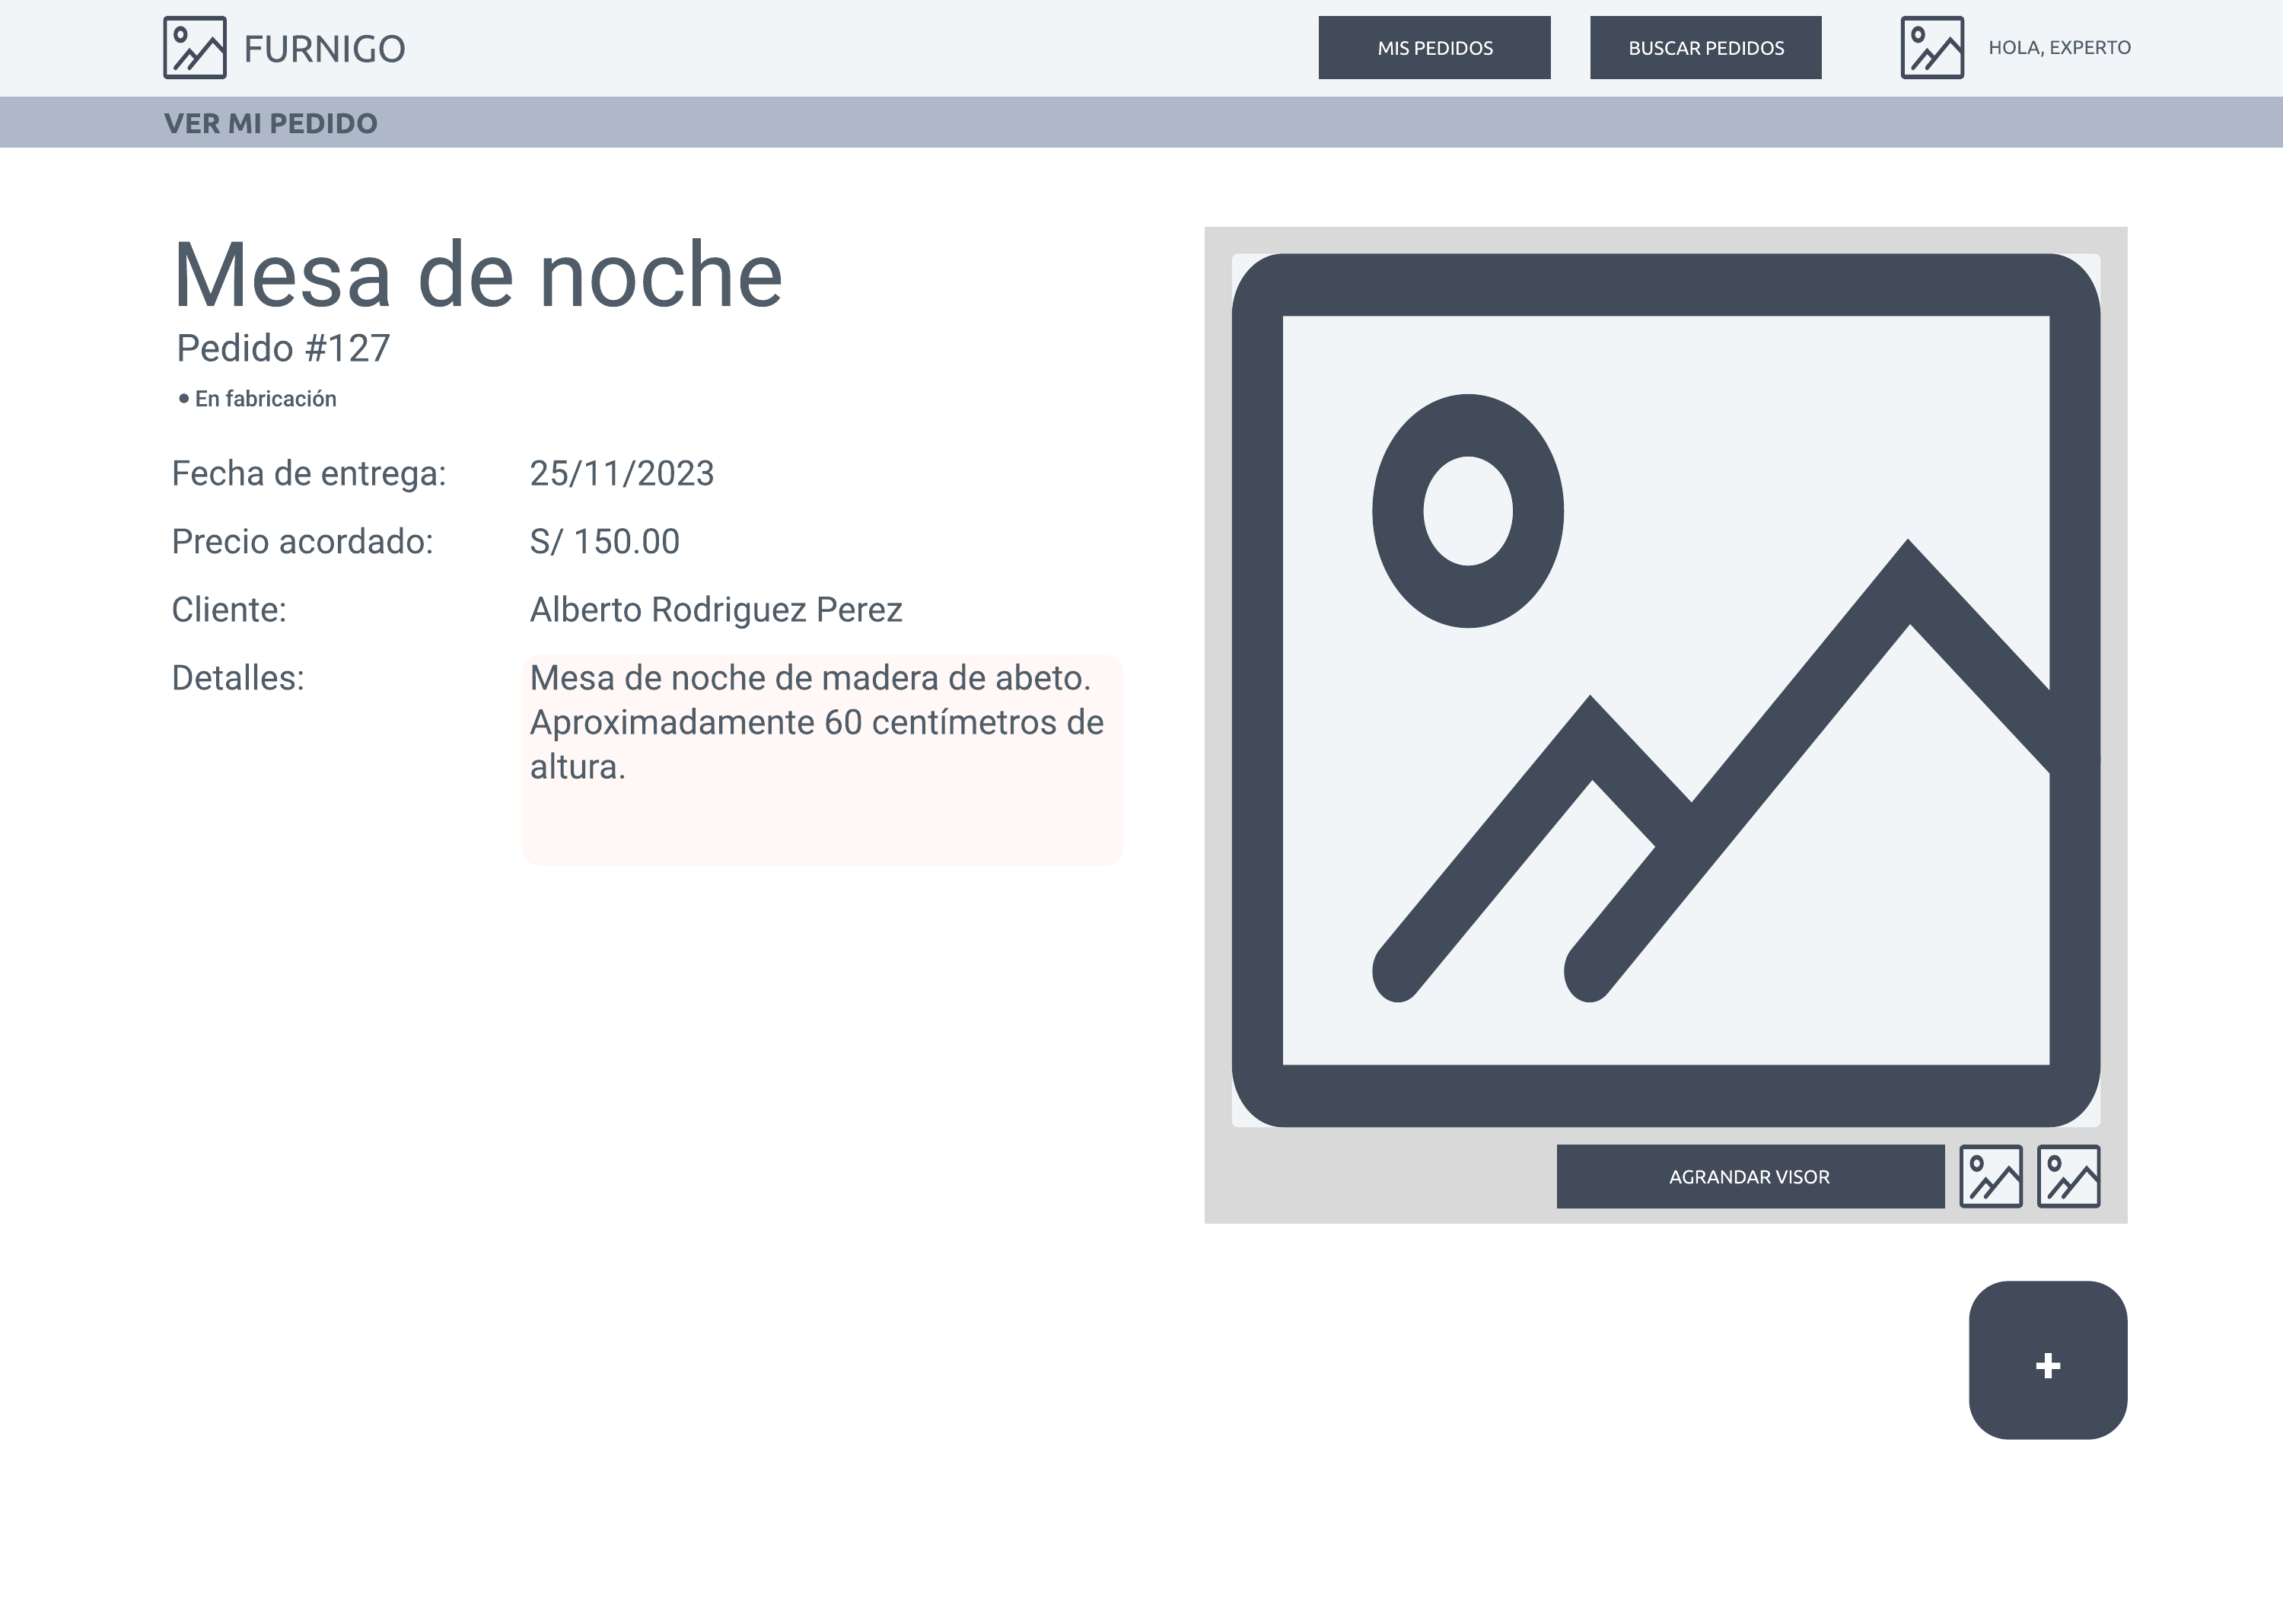 FURNIGO
MIS PEDIDOS
BUSCAR PEDIDOS
HOLA, EXPERTO
VER MI PEDIDO
Mesa de noche
Pedido #127
• En fabricación
Fecha de entrega: 25/11/2023
Precio acordado: S/ 150.00
Cliente: Alberto Rodriguez Perez
Detalles: Mesa de noche de madera de abeto.
Aproximadamente 60 centímetros de
altura.
AGRANDAR VISOR
+